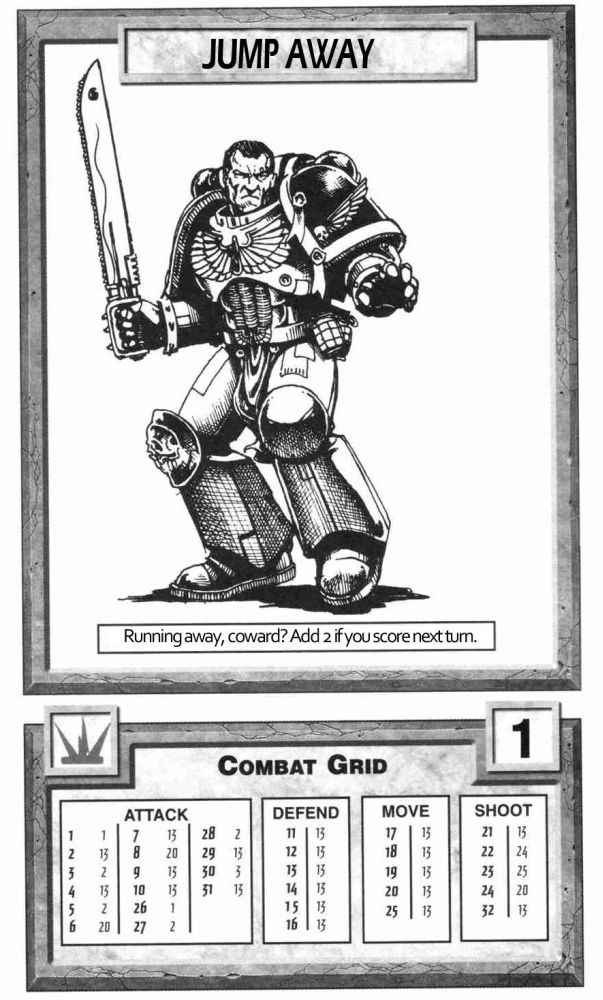 JUMP AWAY
Running away, coward? Add 2 if you score next turn.
1
COMBAT GRID
ATTACK
1 1 7 13 28 2
2 13 8 20 29 13
3 2 9 13 30 3
4 13 10 13 31 13
5 2 26 1
6 20 27 2
DEFEND
11 13
12 13
13 13
14 13
15 13
16 13
MOVE
17 13
18 13
19 13
20 13
25 13
SHOOT
21 13
22 24
23 25
24 20
32 13